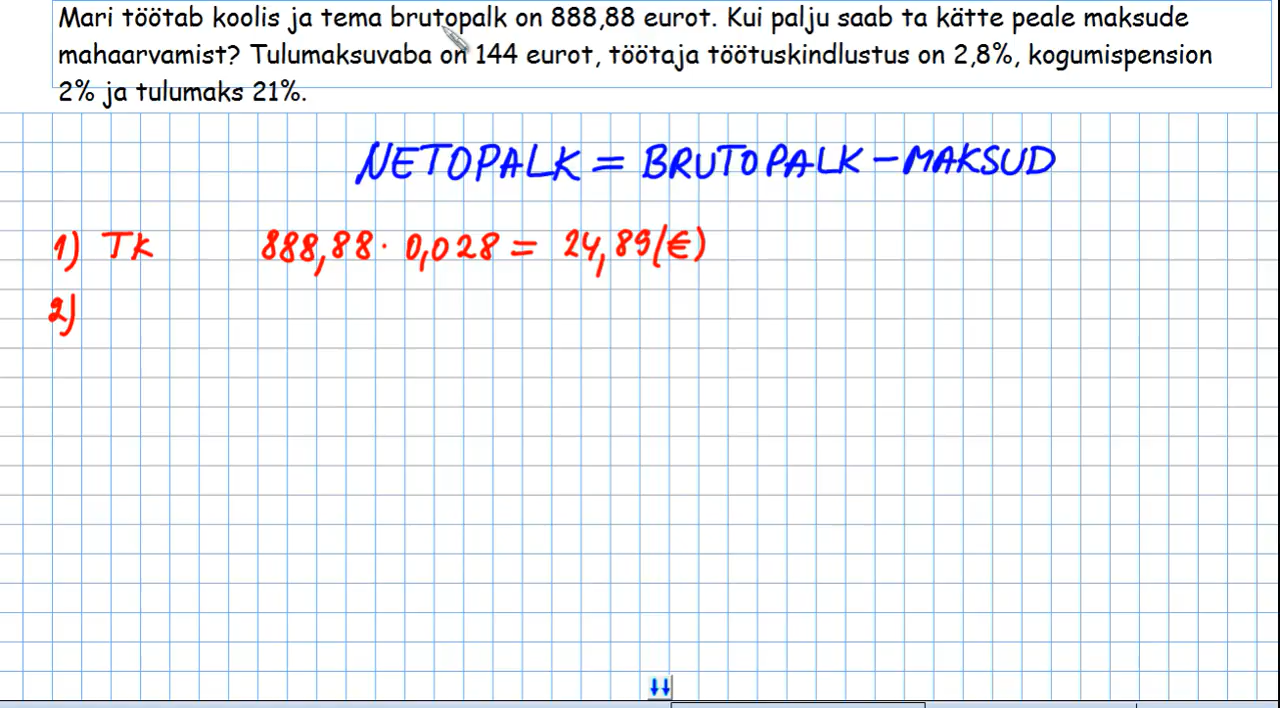 Mari töötab koolis ja tema brutopalk on 888,88 eurot. Kui palju saab ta kätte peale maksude
mahaarvamist? Tulumaksuvaba on 144 eurot, töötaja töötuskindlustus on 2,8%, kogumispension
2% ja tulumaks 21%.
NETOPALK = BRUTOPALK - MAKSUD
1) TK 888,88 · 0,028 = 24,89 (€)
2)